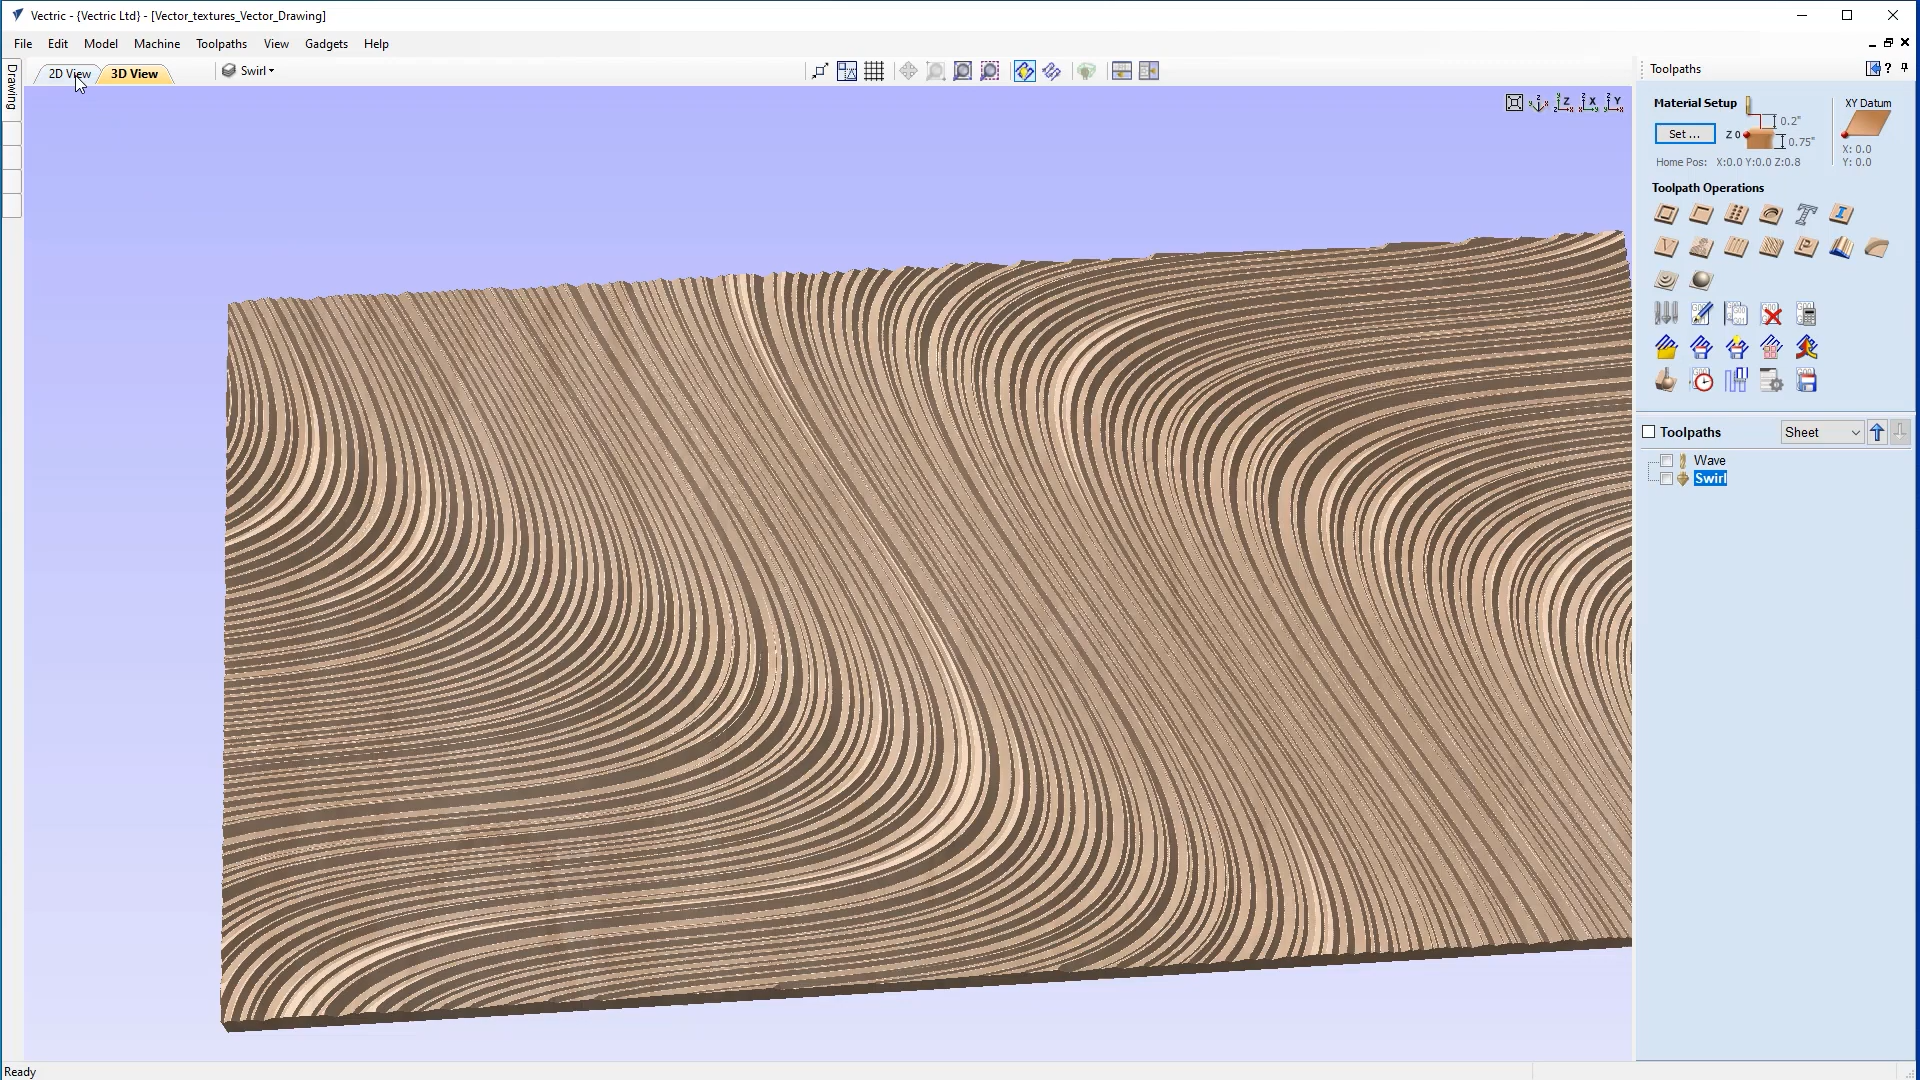 Vectric - {Vectric Ltd} - [Vector_textures_Vector_Drawing]
File Edit Model Machine Toolpaths View Gadgets Help
Drawing
2D View
3D View
Swirl
Z
X
Y
Toolpaths
?
Material Setup
Set ...
Z 0
0.2"
0.75"
XY Datum
X: 0.0
Y: 0.0
Home Pos: X:0.0 Y:0.0 Z:0.8
Toolpath Operations
Toolpaths
Sheet
Wave
Swirl
Ready